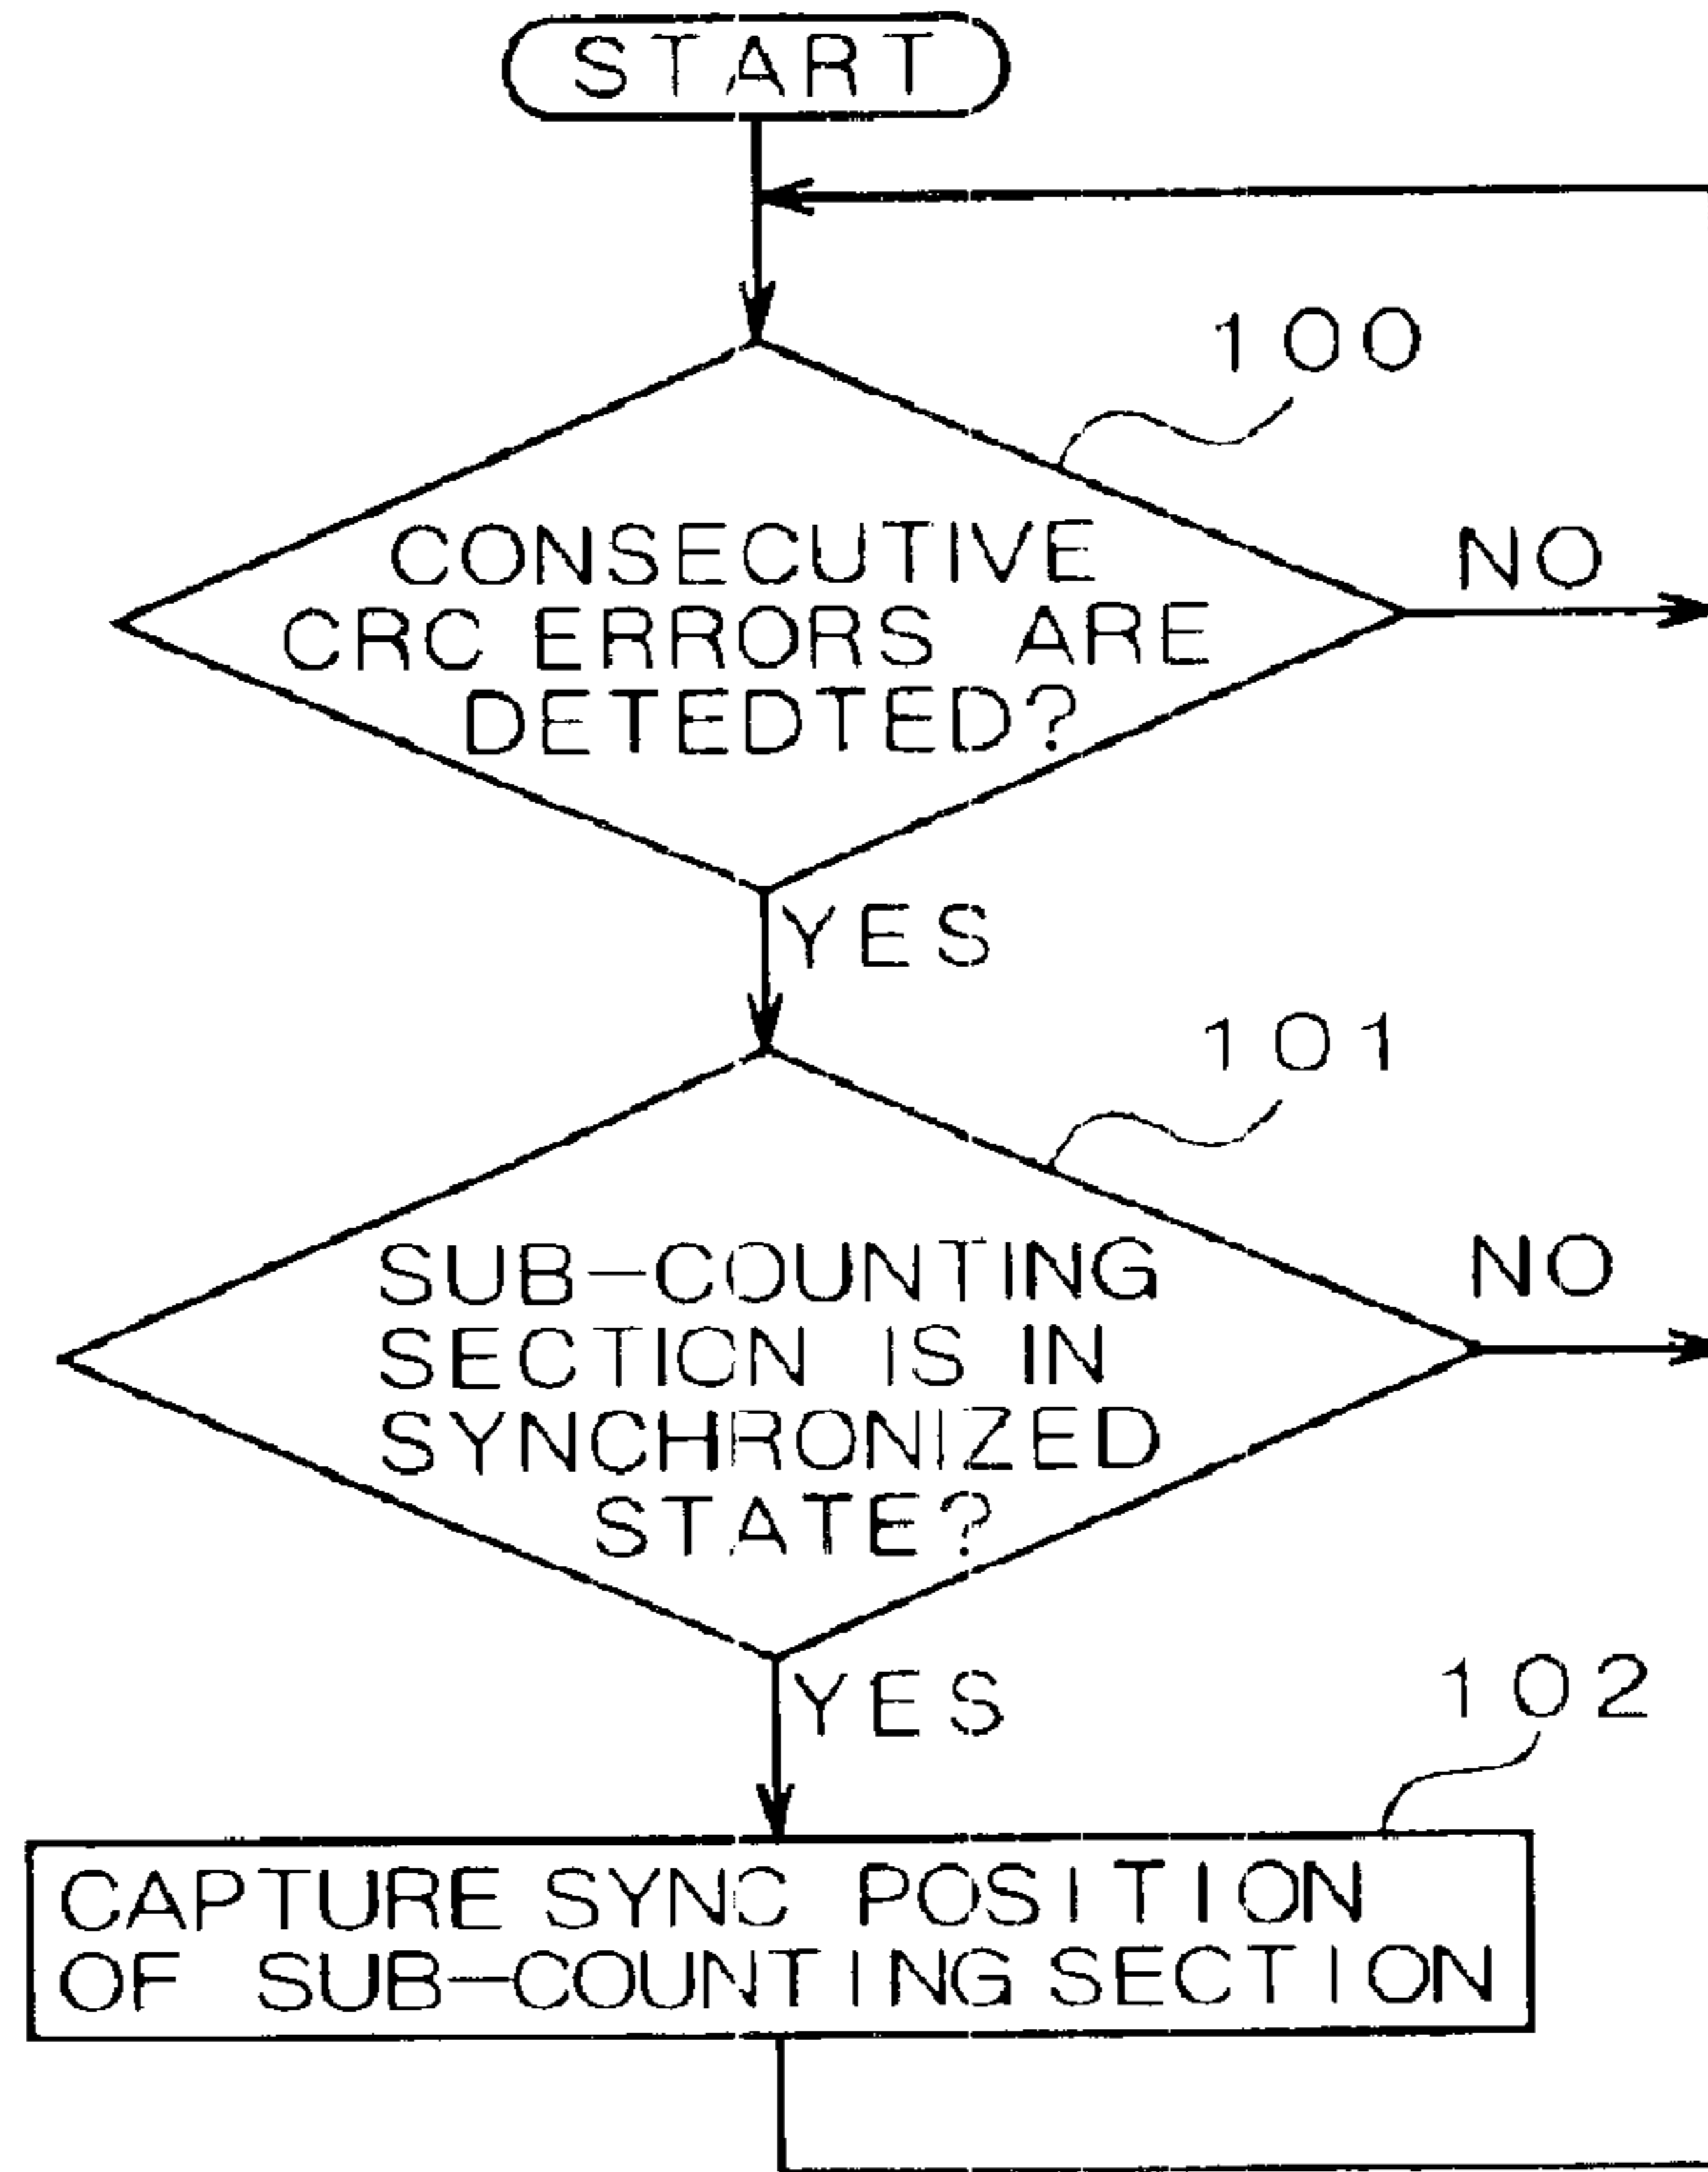 START
100
CONSECUTIVE
CRC ERRORS ARE
DETEDTED?
NO
YES
101
SUB-COUNTING
SECTION IS IN
SYNCHRONIZED
STATE?
NO
YES
102
CAPTURE SYNC POSITION
OF SUB-COUNTING SECTION